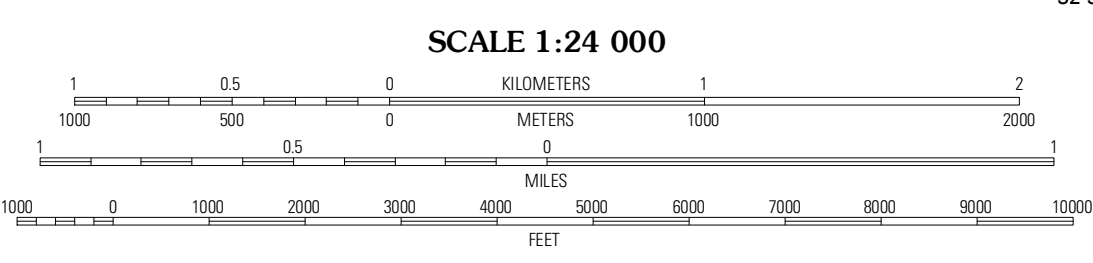 SCALE 1:24 000
1 0.5 0 KILOMETERS 1 2
1000 500 0 METERS 1000 2000
1 0.5 0 1
MILES
1000 0 1000 2000 3000 4000 5000 6000 7000 8000 9000 10000
FEET